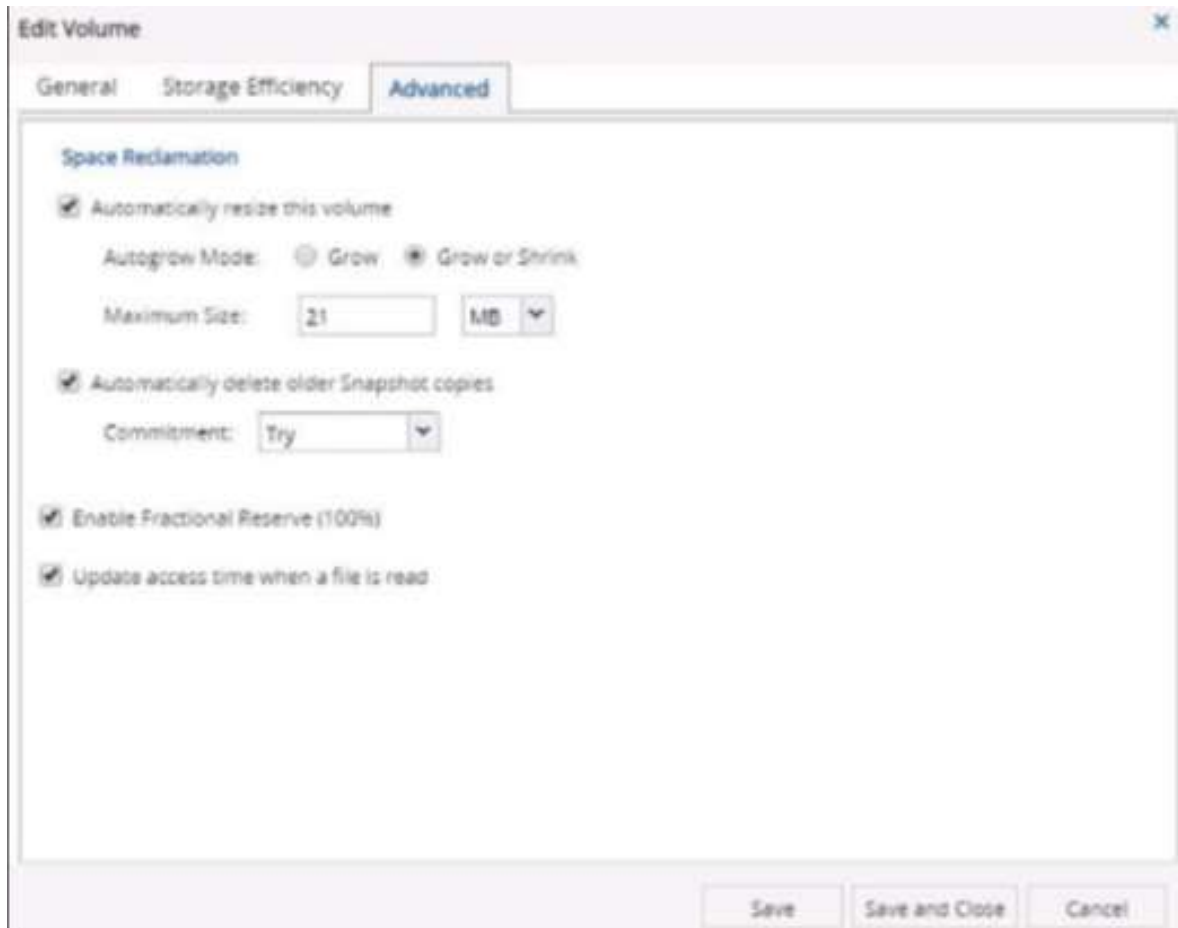 Edit Volume
General Storage Efficiency Advanced
Space Reclamation
Automatically resize this volume
Autogrow Mode: Grow Grow or Shrink
Maximum Size: 21 MB
Automatically delete older Snapshot copies
Commitment: Try
Enable Fractional Reserve (100%)
Update access time when a file is read
Save Save and Close Cancel